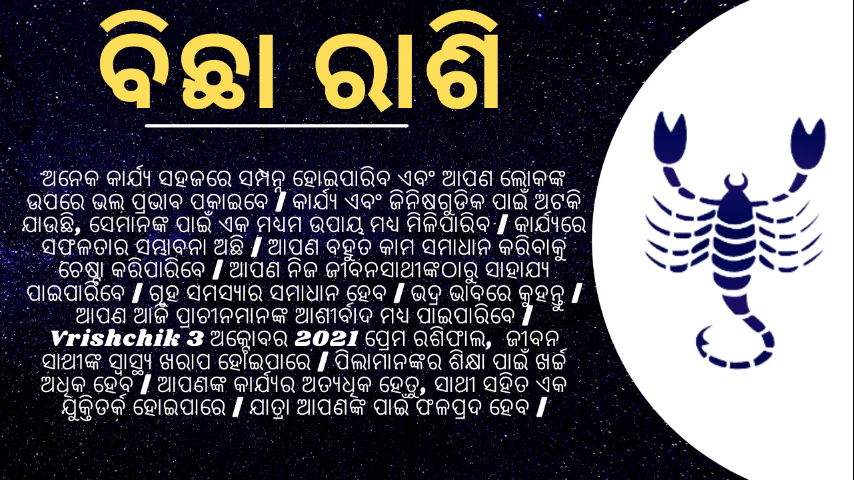 ବିଛା ରାଶି
ଅନେକ କାର୍ଯ୍ୟ ସହଜରେ ସମ୍ପନ୍ନ ହୋଇପାରିବ ଏବଂ ଆପଣ ଲୋକଙ୍କ
ଉପରେ ଭଲ ପ୍ରଭାବ ପକାଇବେ / କାର୍ଯ୍ୟ ଏବଂ ଜିନିଷଗୁଡିକ ପାଇଁ ଅଟକି
ଯାଉଛି, ସେମାନଙ୍କ ପାଇଁ ଏକ ମଧ୍ୟମ ଉପାୟ ମଧ୍ୟ ମିଳିପାରିବ / କାର୍ଯ୍ୟରେ
ସଫଳତାର ସମ୍ଭାବନା ଅଛି / ଆପଣ ବହୁତ କାମ ସମାଧାନ କରିବାକୁ
ଚେଷ୍ଟା କରିପାରିବେ / ଆପଣ ନିଜ ଜୀବନସାଥୀଙ୍କଠାରୁ ସାହାଯ୍ୟ
ପାଇପାରିବେ / ଗୃହ ସମସ୍ୟାର ସମାଧାନ ହେବ / ଭଦ୍ର ଭାବରେ କୁହନ୍ତୁ /
ଆପଣ ଆଜି ପ୍ରାଚୀନମାନଙ୍କ ଆଶୀର୍ବାଦ ମଧ୍ୟ ପାଇପାରିବେ /
Vrishchik 3 ଅକ୍ଟୋବର 2021 ପ୍ରେମ ରାଶିଫାଲ, ଜୀବନ
ସାଥୀଙ୍କ ସ୍ୱାସ୍ଥ୍ୟ ଖରାପ ହୋଇପାରେ / ପିଲାମାନଙ୍କର ଶିକ୍ଷା ପାଇଁ ଖର୍ଚ୍ଚ
ଅଧିକ ହେବ / ଆପଣଙ୍କ କାର୍ଯ୍ୟର ଅତ୍ୟଧିକ ହେତୁ, ସାଥୀ ସହିତ ଏକ
ଯୁକ୍ତିତର୍କ ହୋଇପାରେ / ଯାତ୍ରା ଆପଣଙ୍କ ପାଇଁ ଫଳପ୍ରଦ ହେବ /